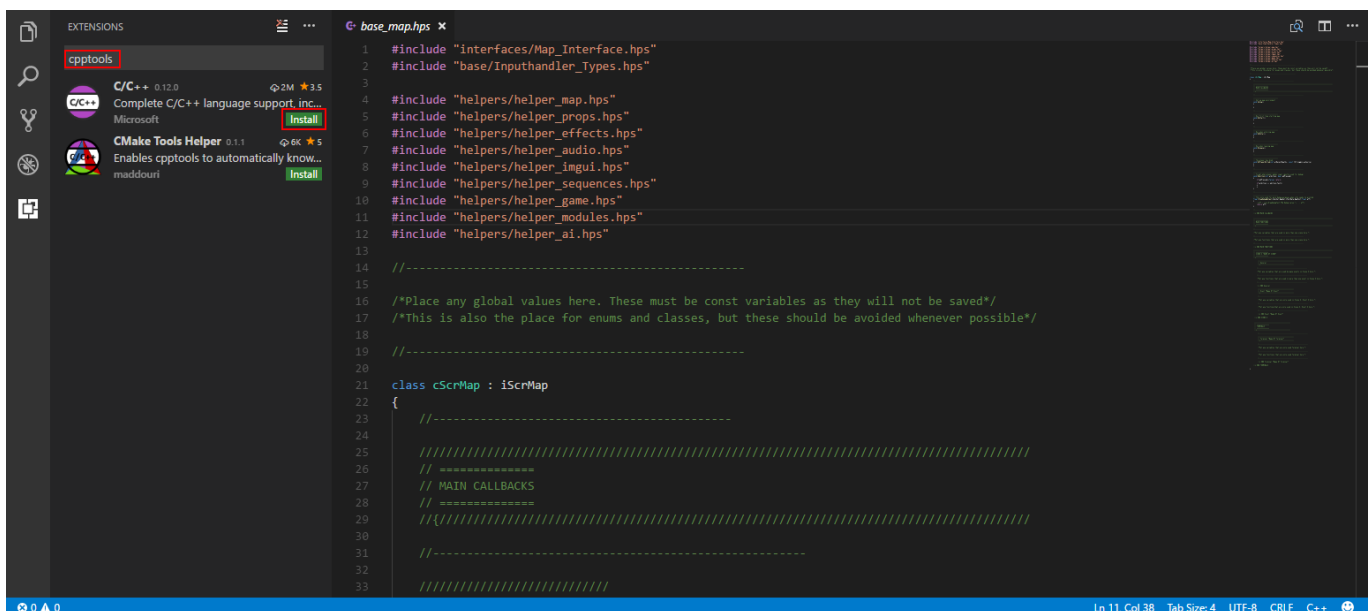 EXTENSIONS
cpptools
C/C++ 0.12.0 2M ★3.5
Complete C/C++ language support, inc...
Microsoft Install
CMake Tools Helper 0.1.1 6K ★5
Enables cpptools to automatically know...
maddouri Install
base_map.hps ×
1 #include "interfaces/Map_Interface.hps"
2 #include "base/Inputhandler_Types.hps"
3
4 #include "helpers/helper_map.hps"
5 #include "helpers/helper_props.hps"
6 #include "helpers/helper_effects.hps"
7 #include "helpers/helper_audio.hps"
8 #include "helpers/helper_imgui.hps"
9 #include "helpers/helper_sequences.hps"
10 #include "helpers/helper_game.hps"
11 #include "helpers/helper_modules.hps"
12 #include "helpers/helper_ai.hps"
13
14 //--------------------------------------------------
15
16 /*Place any global values here. These must be const variables as they will not be saved*/
17 /*This is also the place for enums and classes, but these should be avoided whenever possible*/
18
19 //--------------------------------------------------
20
21 class cScrMap : iScrMap
22 {
23 //----------------------------------------------
24
25 //////////////////////////////////////////////////////////////////////////////////////////
26 // ==============
27 // MAIN CALLBACKS
28 // ==============
29 //{///////////////////////////////////////////////////////////////////////////////////////
30
31 //-------------------------------------------------------
32
33 ////////////////////////////
0 0
Ln 11, Col 38 Tab Size: 4 UTF-8 CRLF C++